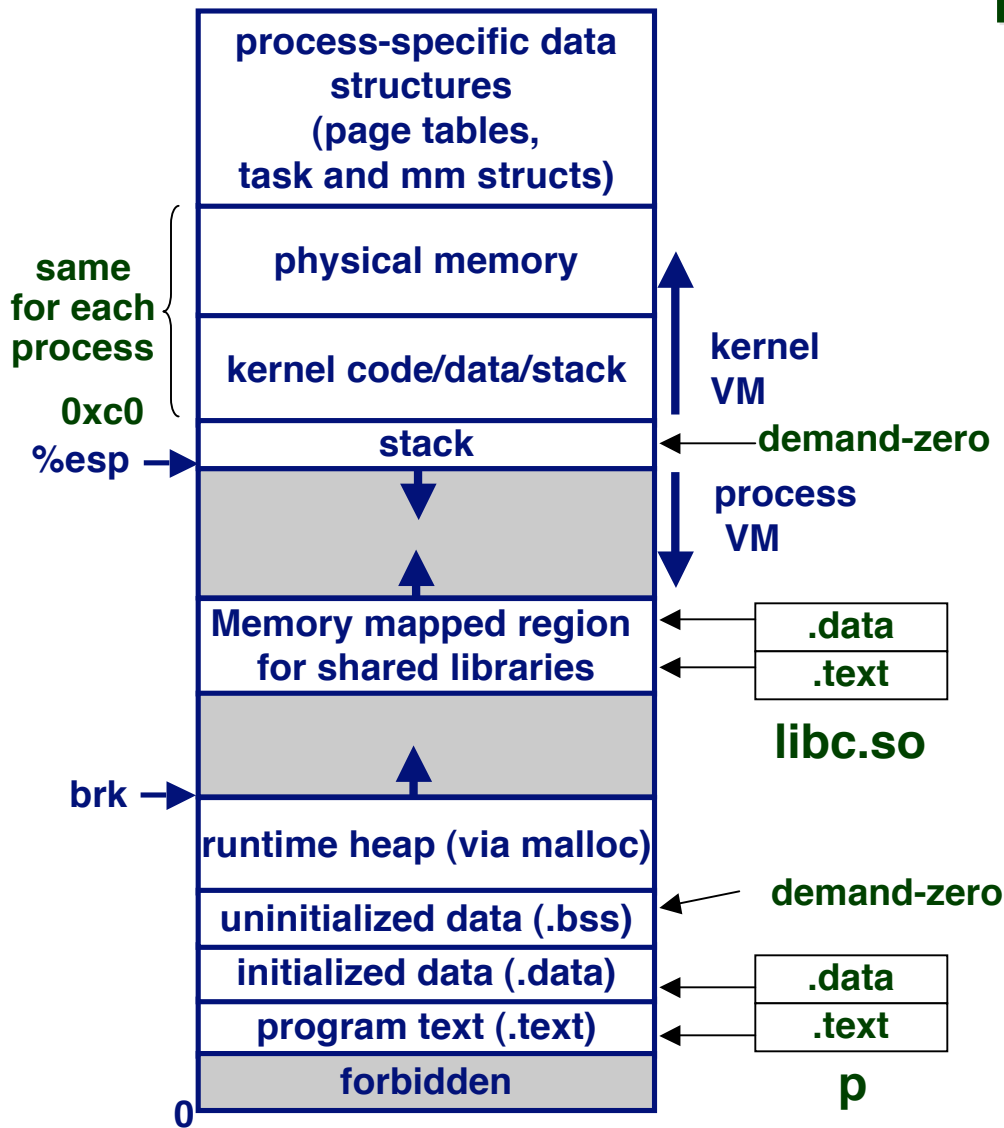 process-specific data
structures
(page tables,
task and mm structs)
same
for each
process
physical memory
kernel code/data/stack
kernel
VM
0xc0
%esp
stack
demand-zero
process
VM
Memory mapped region
for shared libraries
.data
.text
libc.so
brk
runtime heap (via malloc)
uninitialized data (.bss)
demand-zero
initialized data (.data)
.data
program text (.text)
.text
forbidden
p
0